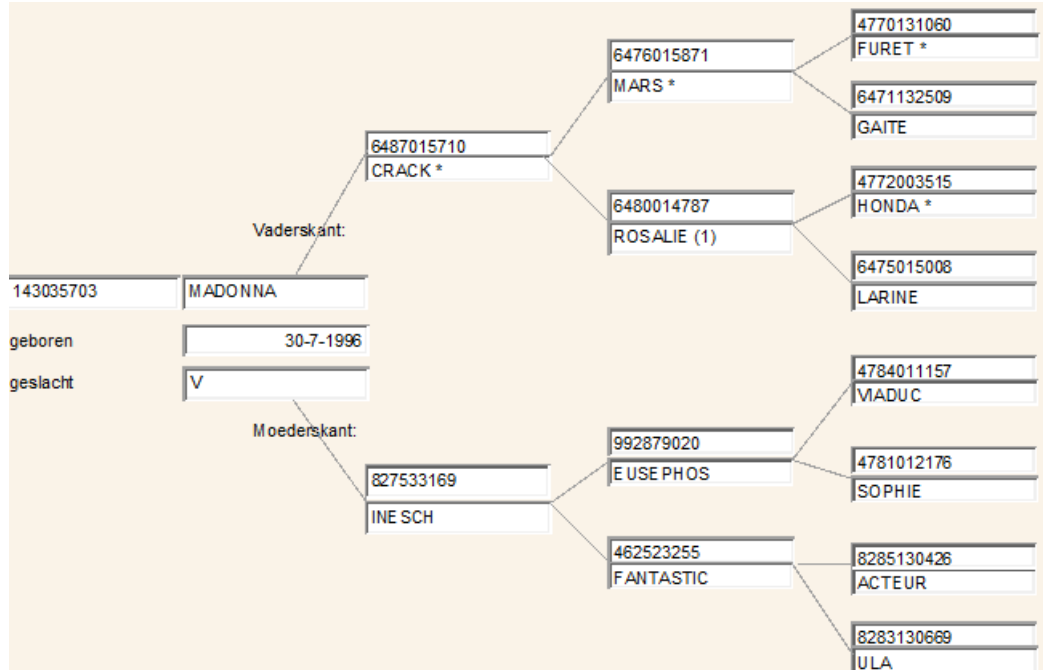 4770131060
FURET *
6476015871
MARS *
6471132509
GAITE
6487015710
CRACK *
4772003515
HONDA *
6480014787
ROSALIE (1)
Vaderskant:
6475015008
LARINE
143035703 MADONNA
geboren 30-7-1996
geslacht V
4784011157
VIADUC
Moederskant:
992879020
EUSEPHOS
4781012176
SOPHIE
827533169
INESCH
462523255
FANTASTIC
8285130426
ACTEUR
8283130669
ULA